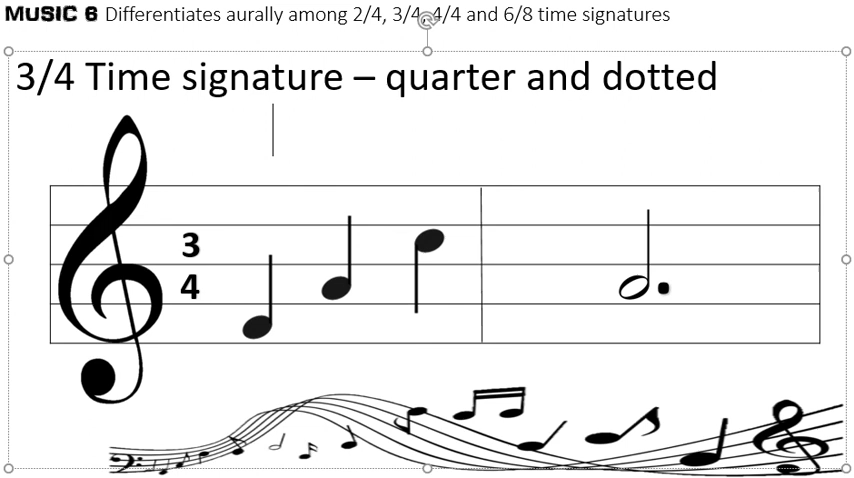 MUSIC 6 Differentiates aurally among 2/4, 3/4, 4/4 and 6/8 time signatures
3/4 Time signature – quarter and dotted
3
4